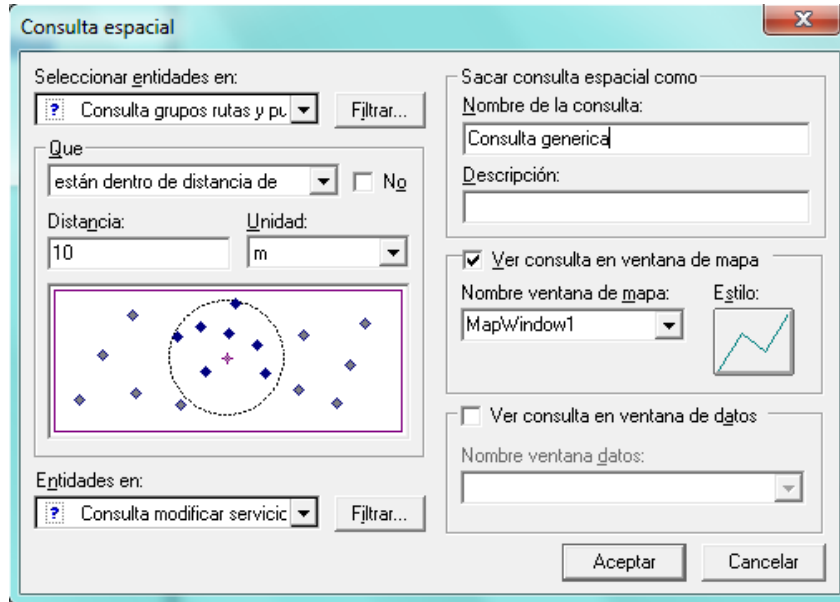 Consulta espacial
Seleccionar entidades en:
Consulta grupos rutas y pu
Filtrar...
Que
están dentro de distancia de
No
Distancia:
Unidad:
10
m
Entidades en:
Consulta modificar servicio
Filtrar...
Sacar consulta espacial como
Nombre de la consulta:
Consulta generica
Descripción:
Ver consulta en ventana de mapa
Nombre ventana de mapa:
Estilo:
MapWindow1
Ver consulta en ventana de datos
Nombre ventana datos:
Aceptar
Cancelar